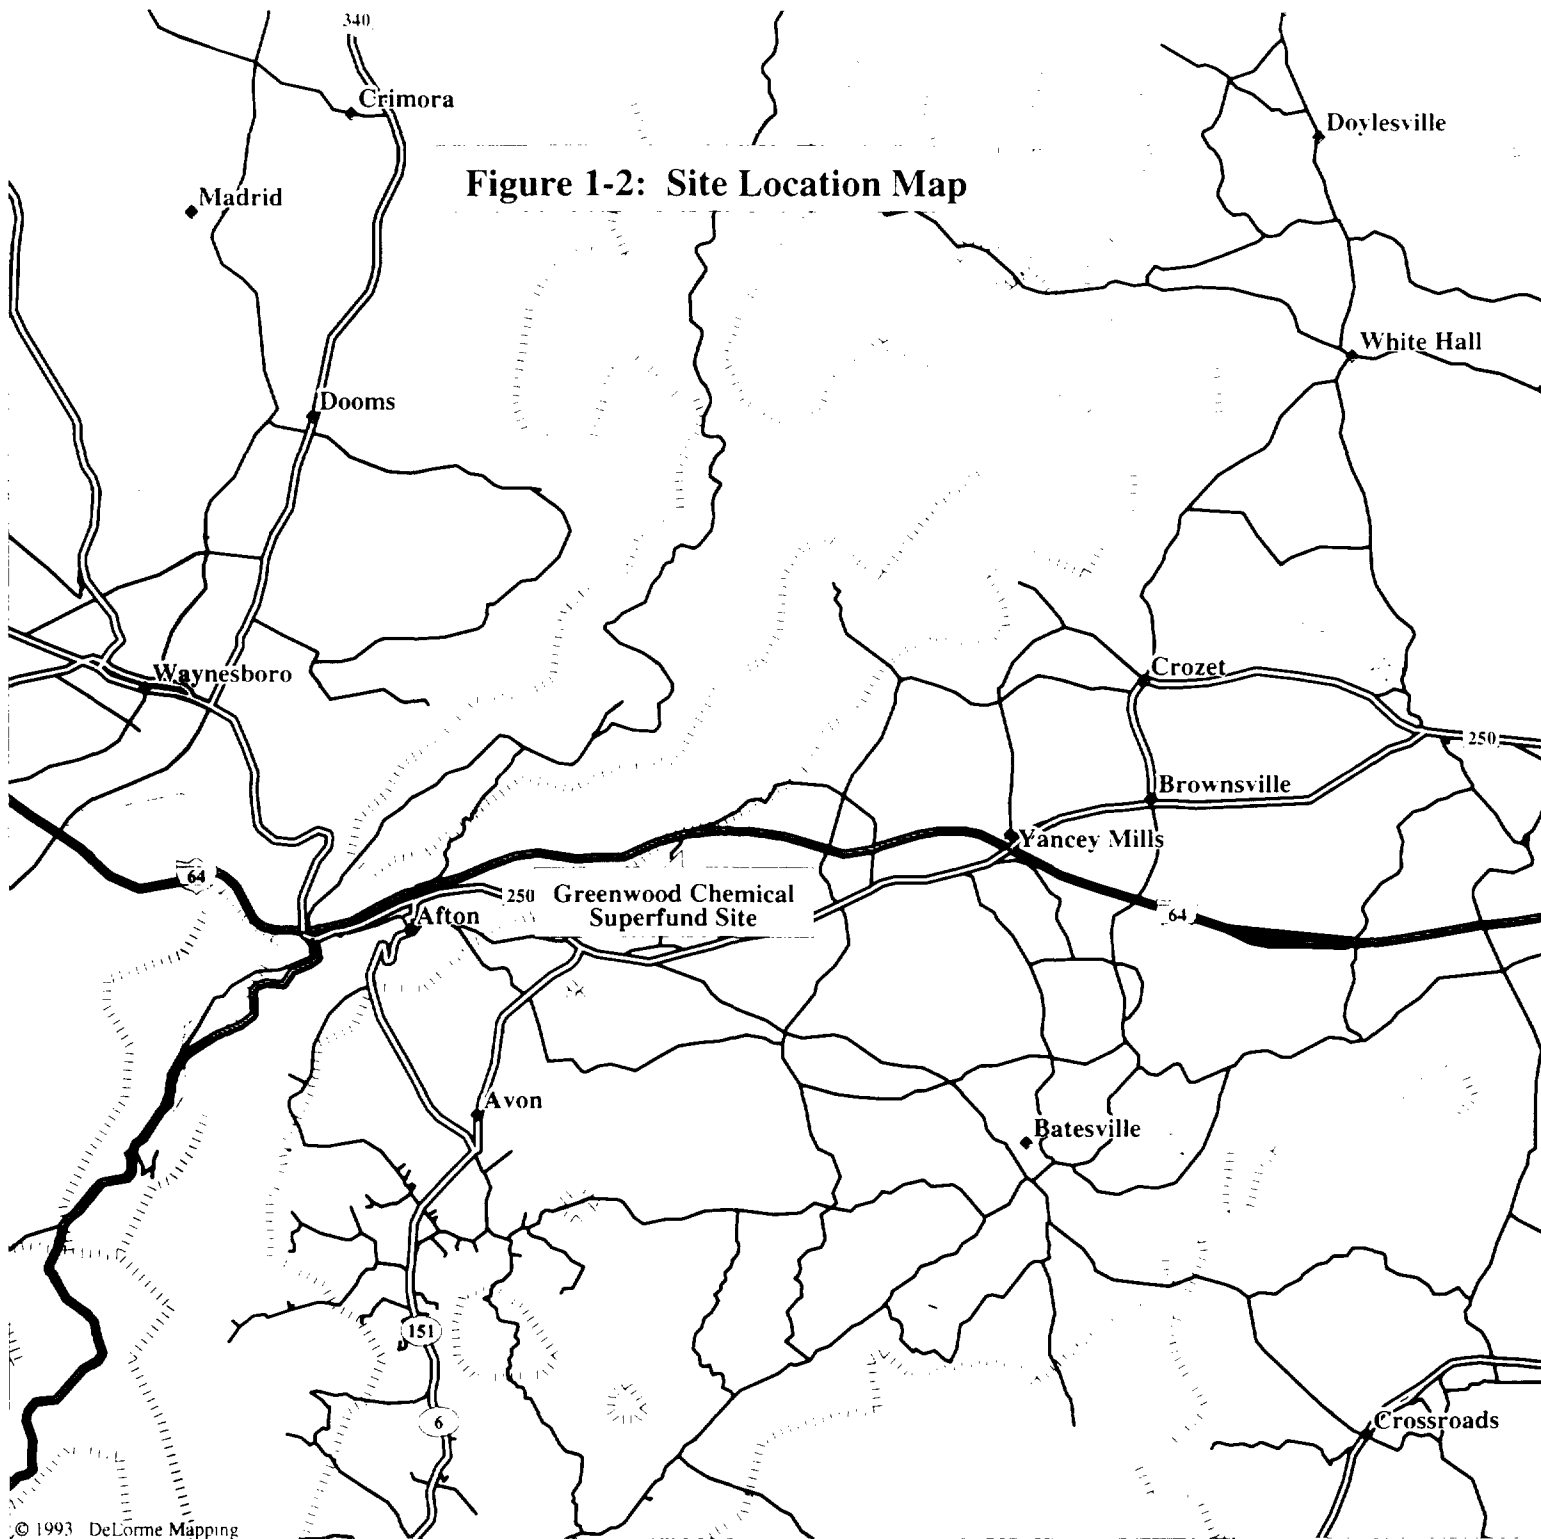 340
Crimora
Doylesville
Figure 1-2: Site Location Map
Madrid
White Hall
Dooms
Crozet
Waynesboro
250
Brownsville
Yancey Mills
64
250
Greenwood Chemical
Superfund Site
Afton
64
Avon
Batesville
151
6
Crossroads
© 1993 DeLorme Mapping